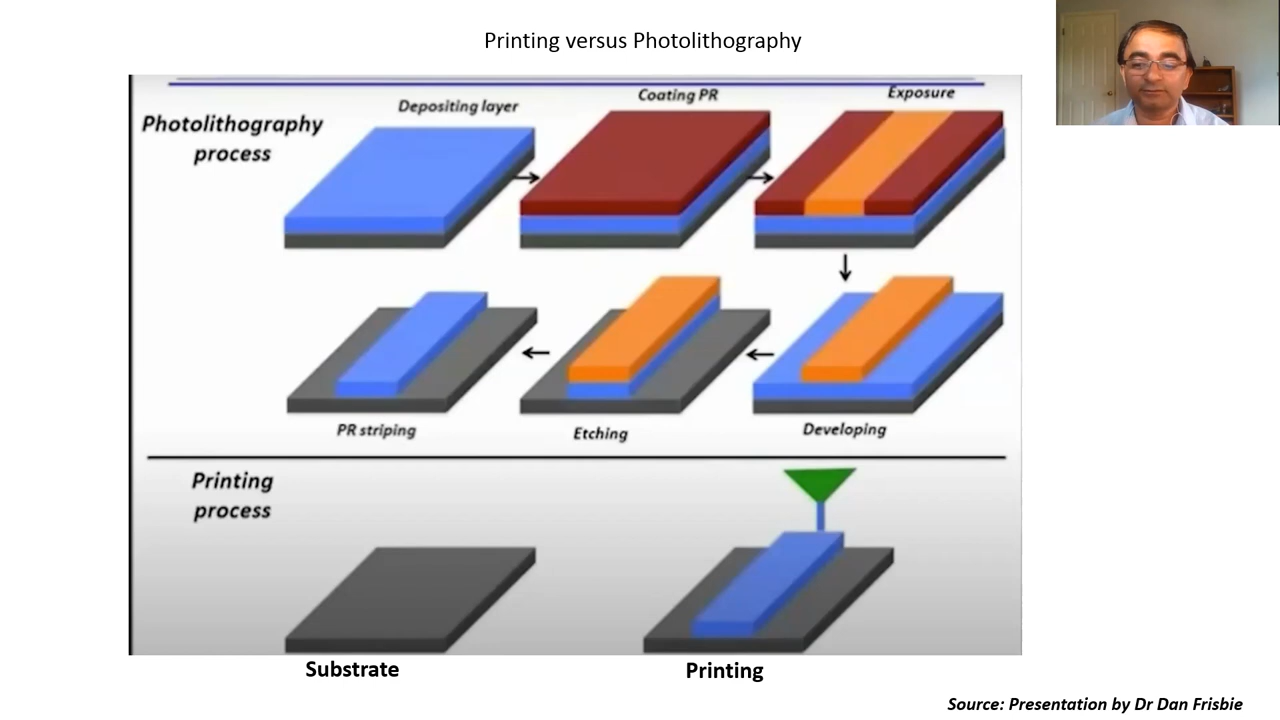 Printing versus Photolithography
Photolithography
process
Depositing layer
Coating PR
Exposure
PR striping
Etching
Developing
Printing
process
Substrate
Printing
Source: Presentation by Dr Dan Frisbie